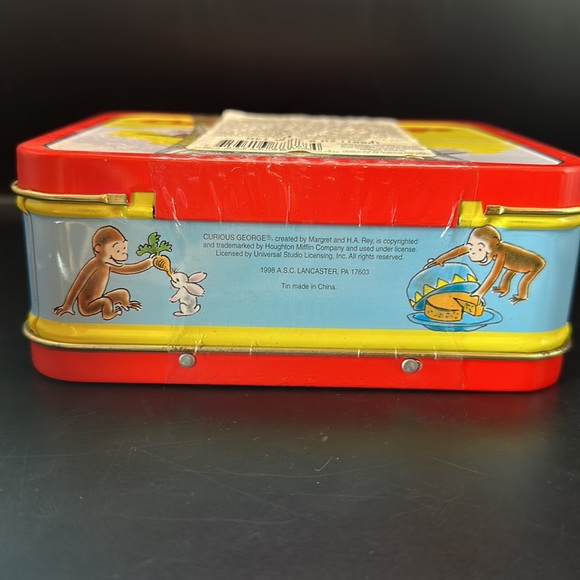 CURIOUS GEORGE®, created by Margret and H.A. Rey, is copyrighted
and trademarked by Houghton Mifflin Company and used under license.
Licensed by Universal Studio Licensing, Inc. All rights reserved.
1998 A.S.C. LANCASTER, PA 17603
Tin made in China.